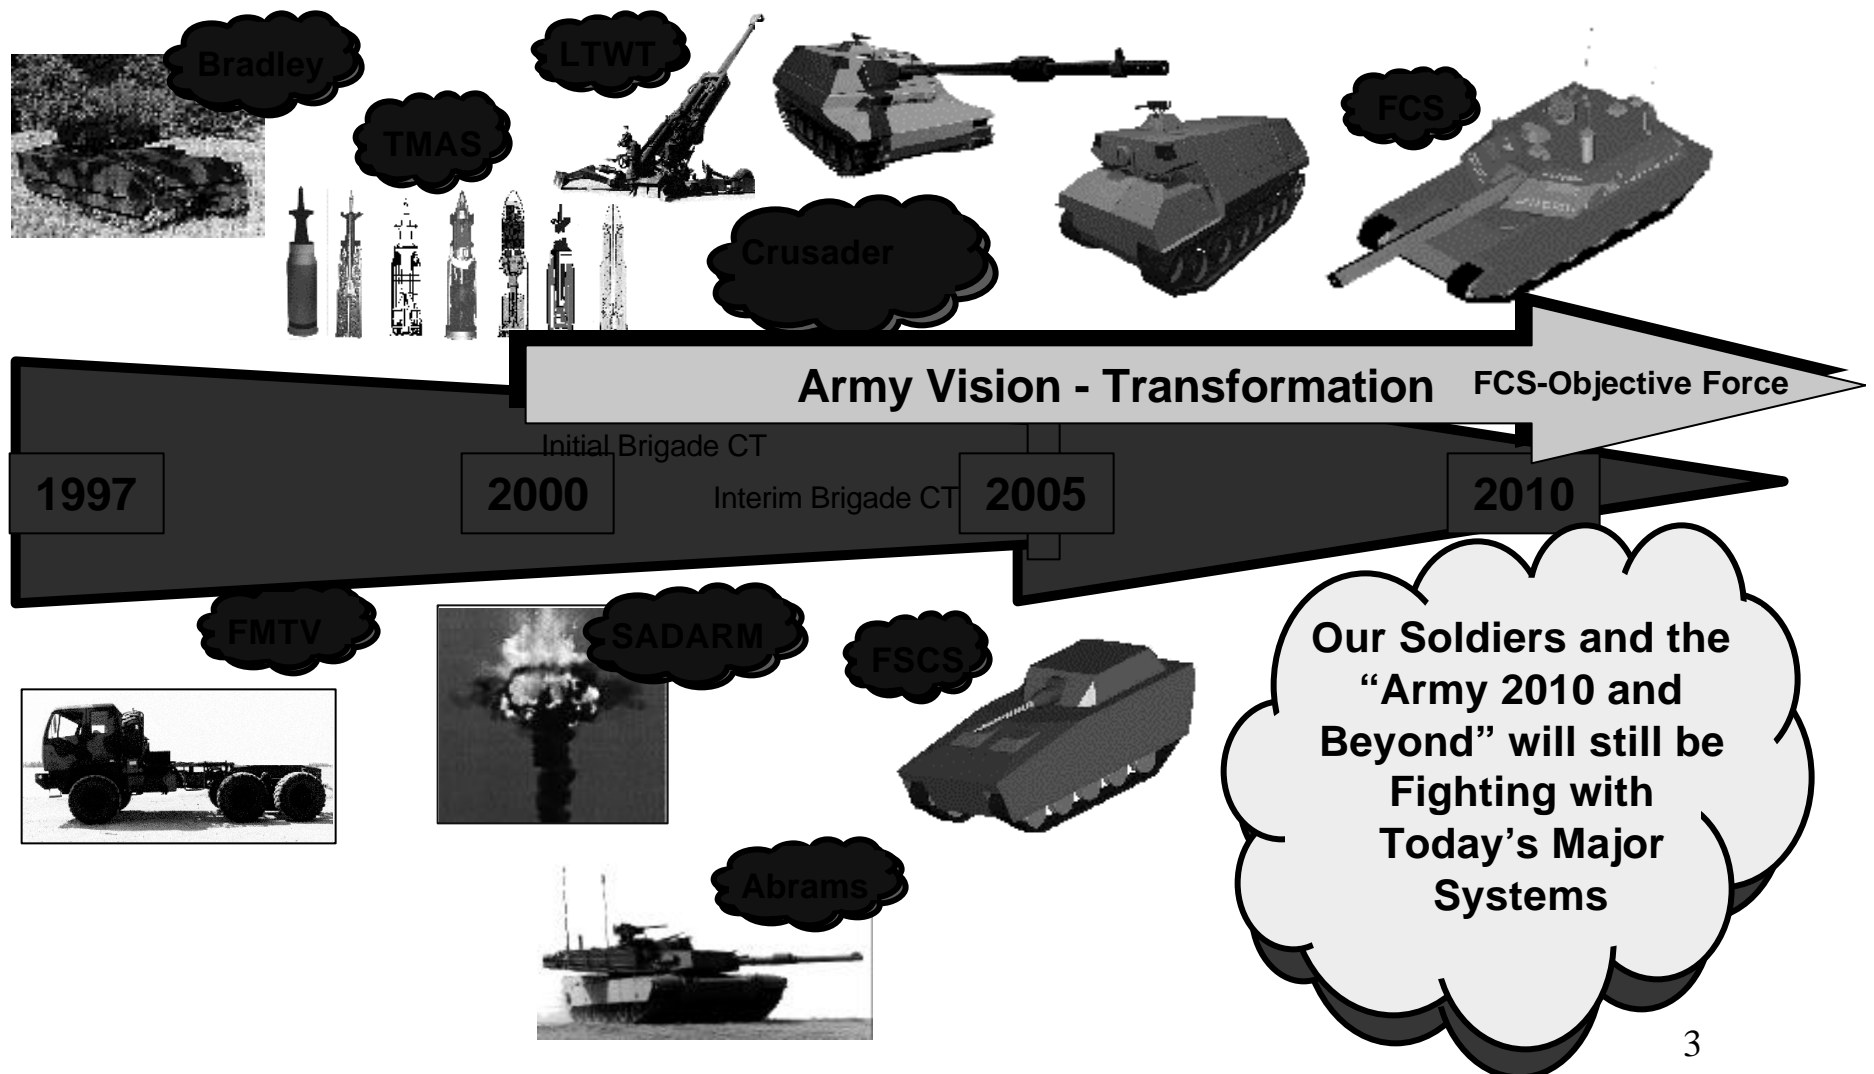 Bradley
LTWT
TMAS
FCS
Crusader
Army Vision - Transformation
FCS-Objective Force
Initial Brigade CT
1997
2000
Interim Brigade CT
2005
2010
FMTV
SADARM
FSCS
Abrams
Our Soldiers and the
“Army 2010 and
Beyond” will still be
Fighting with
Today’s Major
Systems
3